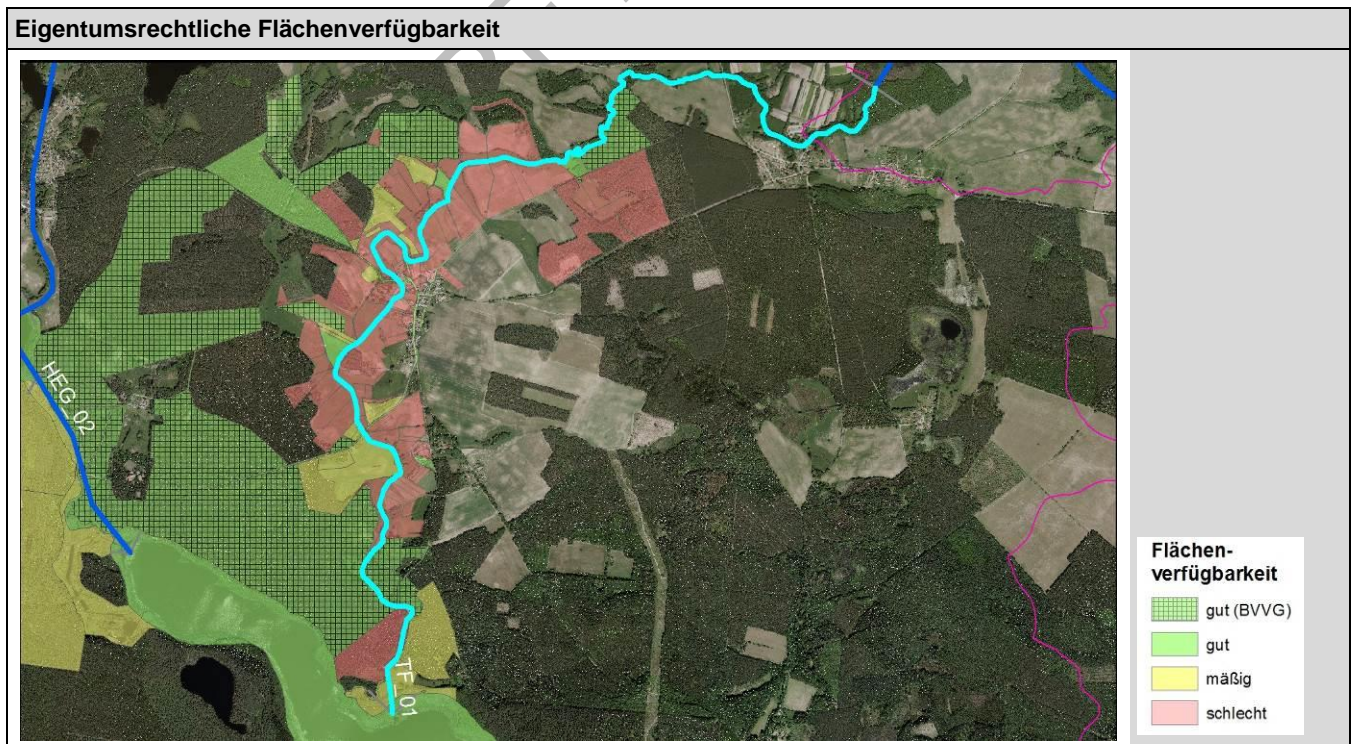 Eigentumsrechtliche Flächenverfügbarkeit
HEG_02
TF_01
Flächen-
verfügbarkeit
gut (BVVG)
gut
mäßig
schlecht